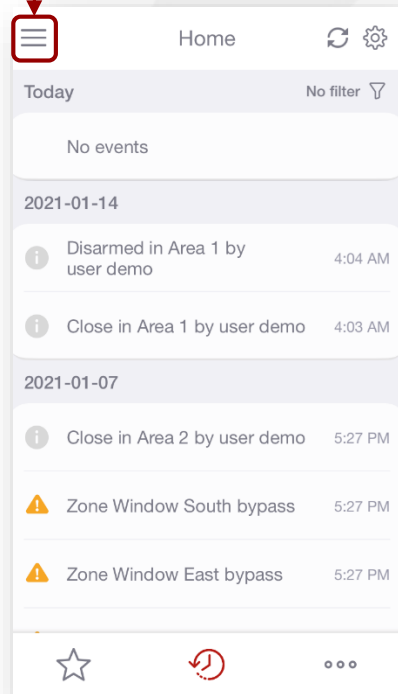 Home
Today
No filter
No events
2021-01-14
Disarmed in Area 1 by
user demo
4:04 AM
Close in Area 1 by user demo
4:03 AM
2021-01-07
Close in Area 2 by user demo
5:27 PM
Zone Window South bypass
5:27 PM
Zone Window East bypass
5:27 PM